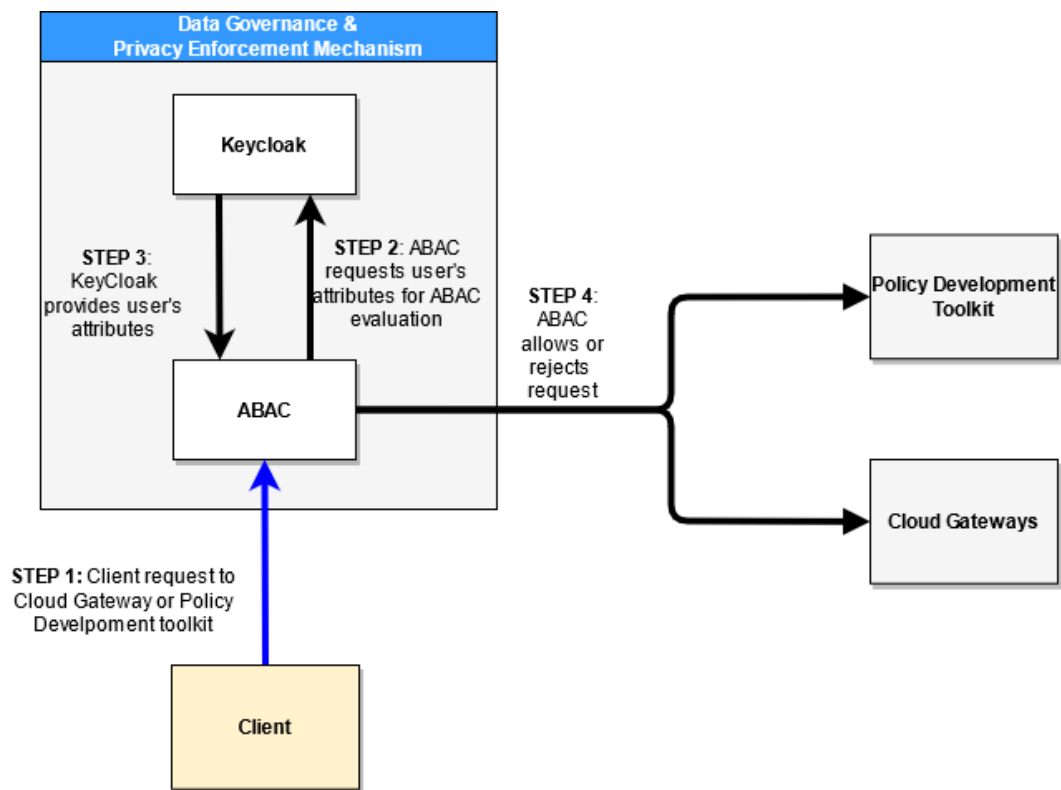 Data Governance &
Privacy Enforcement Mechanism
Keycloak
STEP 3:
KeyCloak
provides user's
attributes
STEP 2: ABAC
requests user's
attributes for ABAC
evaluation
STEP 4:
ABAC
allows or
rejects
request
Policy Development
Toolkit
ABAC
Cloud Gateways
STEP 1: Client request to
Cloud Gateway or Policy
Develpoment toolkit
Client